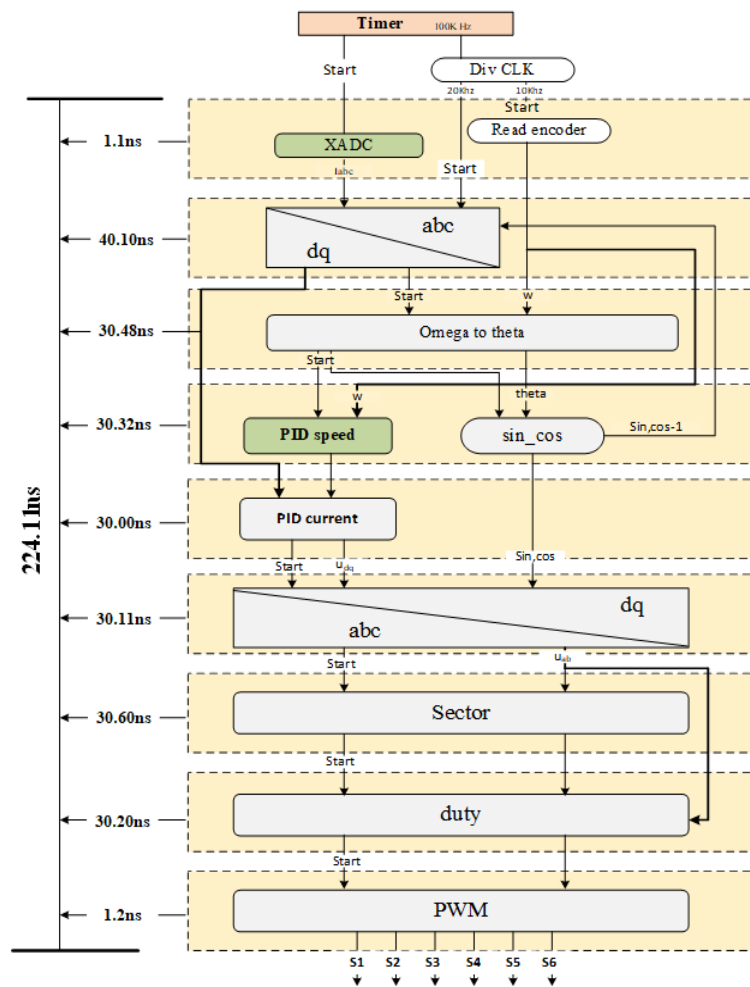 Timer 100K Hz
Start
Div CLK
20Khz 10Khz
Start
Read encoder
1.1ns
XADC
Iabc
Start
abc
dq
40.10ns
Start
w
30.48ns
Omega to theta
Start
w
theta
30.32ns
PID speed
sin_cos
Sin,cos-1
30.00ns
PID current
224.11ns
Start
u_dq
Sin,cos
dq
abc
30.11ns
Start
u_ab
30.60ns
Sector
Start
30.20ns
duty
Start
1.2ns
PWM
S1 S2 S3 S4 S5 S6